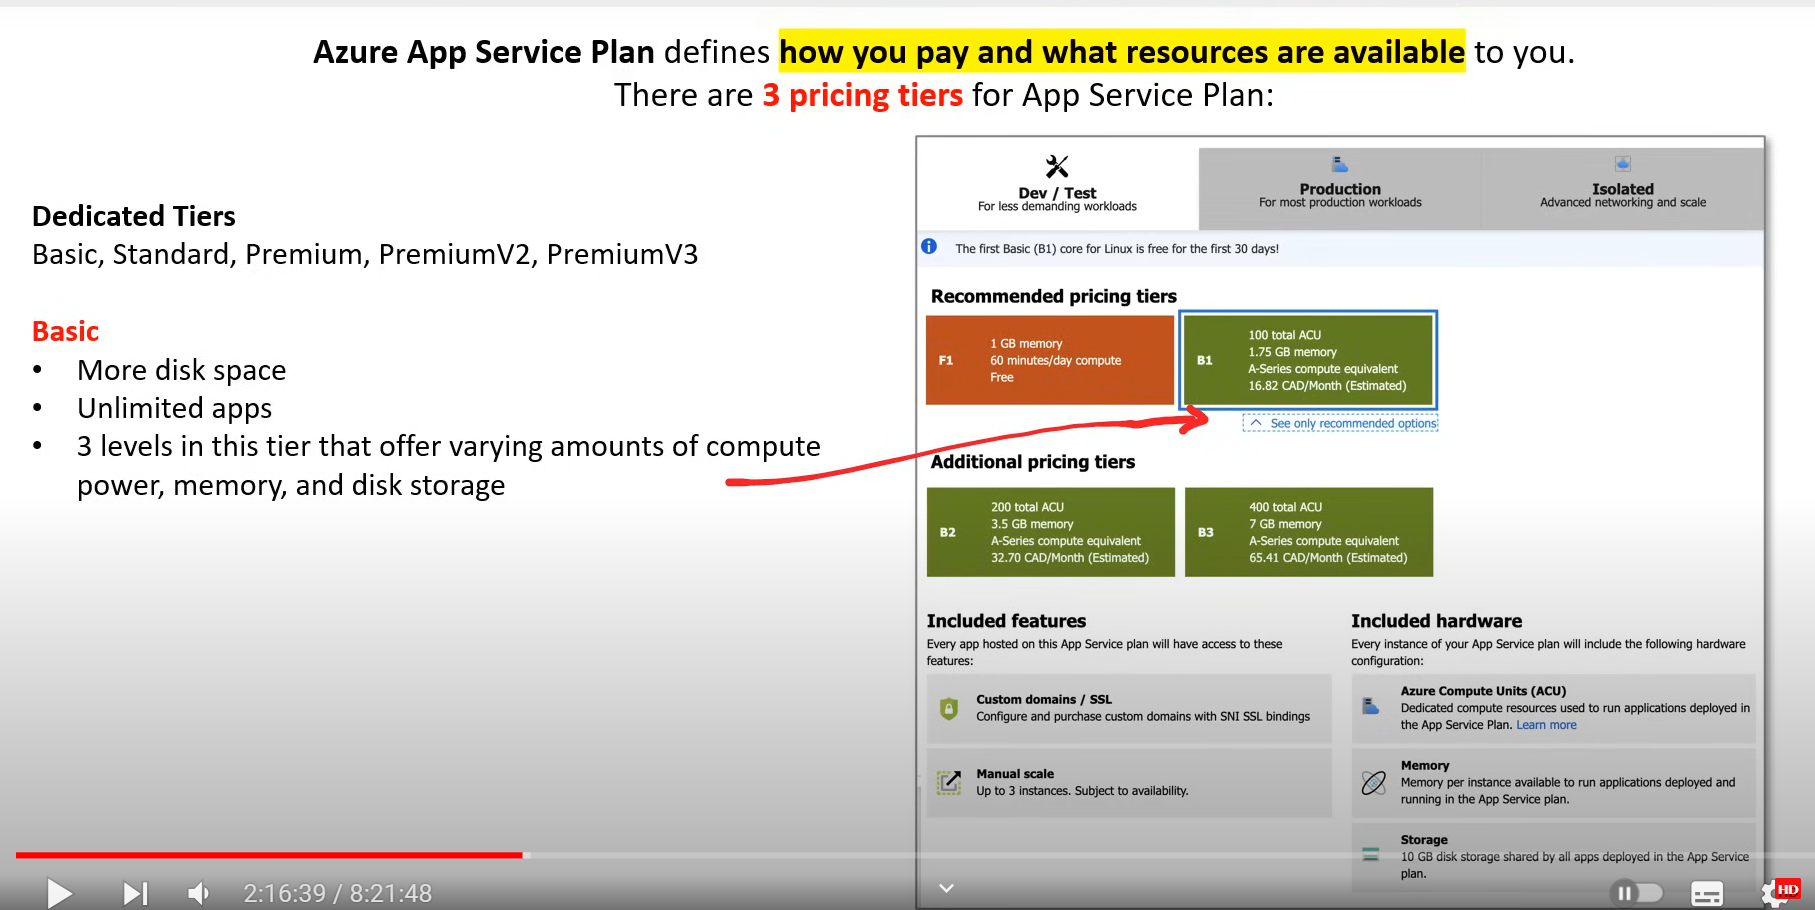 Azure App Service Plan defines how you pay and what resources are available to you.
There are 3 pricing tiers for App Service Plan:
Dedicated Tiers
Basic, Standard, Premium, PremiumV2, PremiumV3
Basic
• More disk space
• Unlimited apps
• 3 levels in this tier that offer varying amounts of compute
power, memory, and disk storage
Dev / Test
For less demanding workloads
Production
For most production workloads
Isolated
Advanced networking and scale
The first Basic (B1) core for Linux is free for the first 30 days!
Recommended pricing tiers
F1
1 GB memory
60 minutes/day compute
Free
B1
100 total ACU
1.75 GB memory
A-Series compute equivalent
16.82 CAD/Month (Estimated)
See only recommended options
Additional pricing tiers
B2
200 total ACU
3.5 GB memory
A-Series compute equivalent
32.70 CAD/Month (Estimated)
B3
400 total ACU
7 GB memory
A-Series compute equivalent
65.41 CAD/Month (Estimated)
Included features
Every app hosted on this App Service plan will have access to these
features:
Custom domains / SSL
Configure and purchase custom domains with SNI SSL bindings
Manual scale
Up to 3 instances. Subject to availability.
Included hardware
Every instance of your App Service plan will include the following hardware
configuration:
Azure Compute Units (ACU)
Dedicated compute resources used to run applications deployed in
the App Service Plan. Learn more
Memory
Memory per instance available to run applications deployed and
running in the App Service plan.
Storage
10 GB disk storage shared by all apps deployed in the App Service
plan.
2:16:39 / 8:21:48
HD